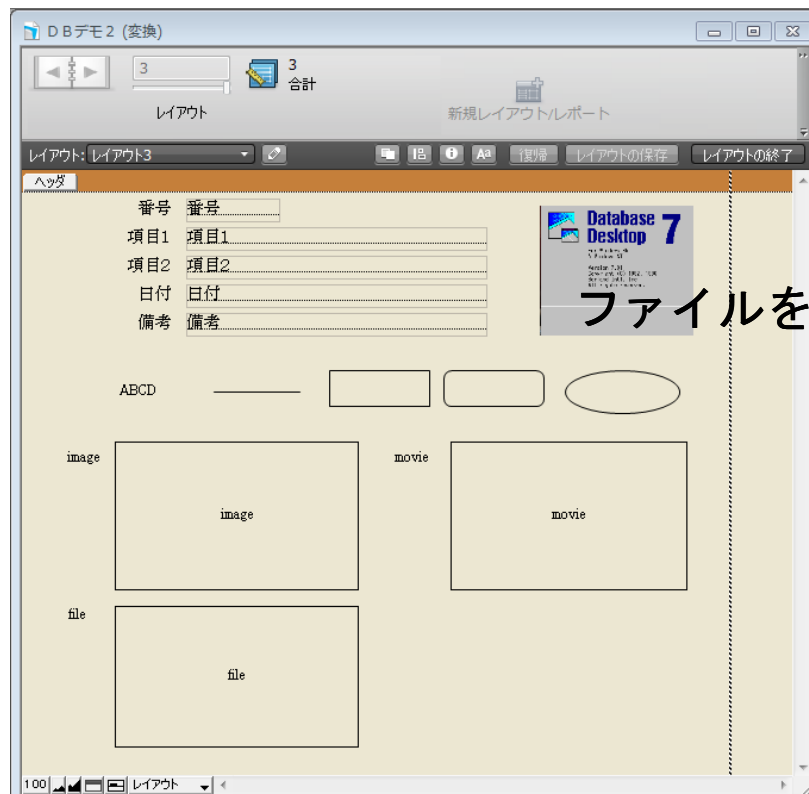 DBデモ2 (変換)
3
3
合計
レイアウト
新規レイアウト/レポート
レイアウト: レイアウト3
Aa
復帰
レイアウトの保存
レイアウトの終了
ヘッダ
番号 番号
項目1 項目1
項目2 項目2
日付 日付
備考 備考
Database
Desktop 7
ファイルを
ABCD
image
image
movie
movie
file
file
100
レイアウト